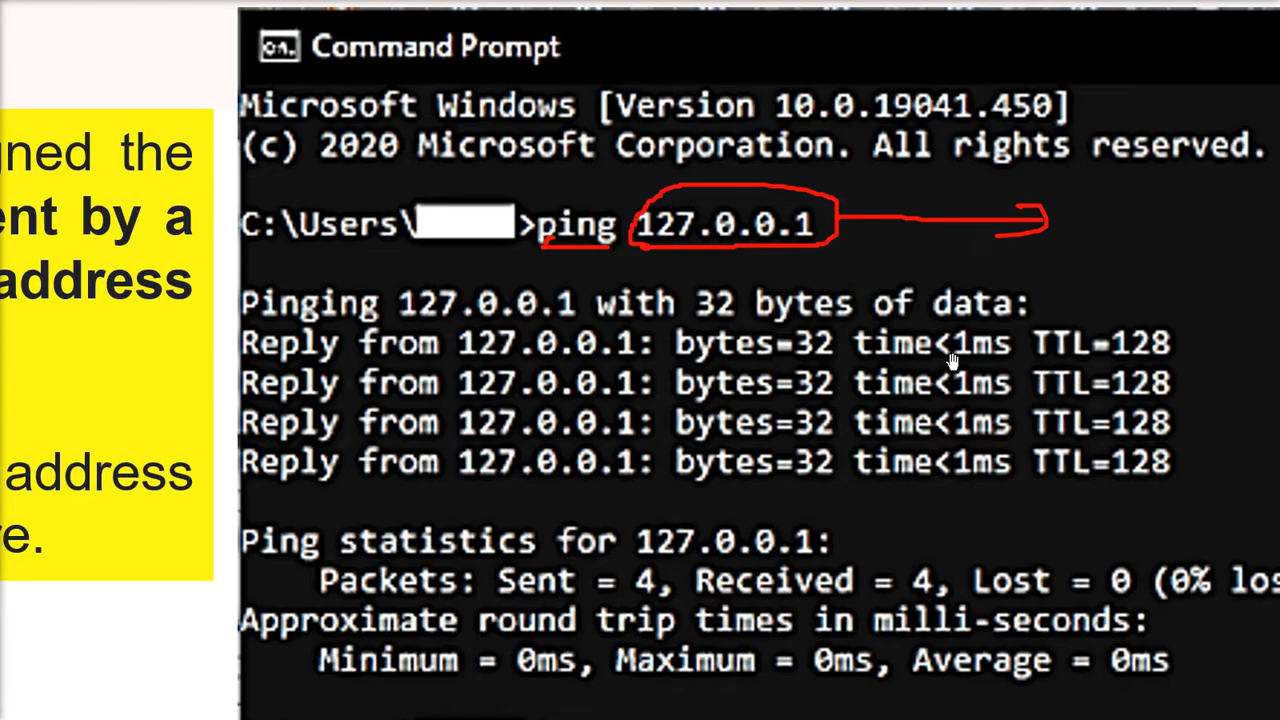 gned the
ent by a
address
address
re.
Command Prompt
Microsoft Windows [Version 10.0.19041.450]
(c) 2020 Microsoft Corporation. All rights reserved.
C:\Users\ >ping 127.0.0.1
Pinging 127.0.0.1 with 32 bytes of data:
Reply from 127.0.0.1: bytes=32 time<1ms TTL=128
Reply from 127.0.0.1: bytes=32 time<1ms TTL=128
Reply from 127.0.0.1: bytes=32 time<1ms TTL=128
Reply from 127.0.0.1: bytes=32 time<1ms TTL=128
Ping statistics for 127.0.0.1:
Packets: Sent = 4, Received = 4, Lost = 0 (0% los
Approximate round trip times in milli-seconds:
Minimum = 0ms, Maximum = 0ms, Average = 0ms